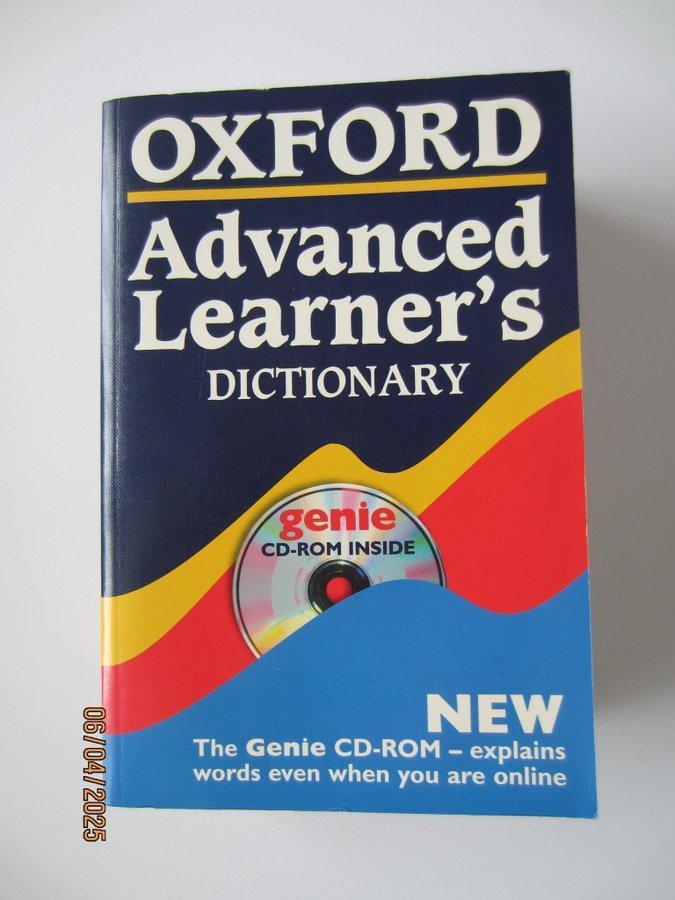 OXFORD
Advanced
Learner's
DICTIONARY
genie
CD-ROM INSIDE
NEW
The Genie CD-ROM – explains
words even when you are online
06/04/2025